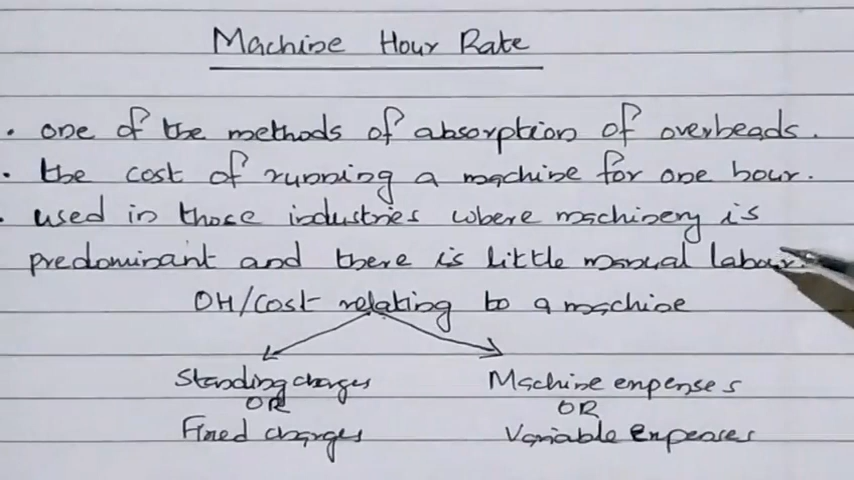 Machine Hour Rate
• one of the methods of absorption of overheads.
• the cost of running a machine for one hour.
• used in those industries where machinery is
predominant and there is little manual labour.
OH/cost relating to a machine
Standing charges Machine expenses
OR OR
Fixed charges Variable expenses